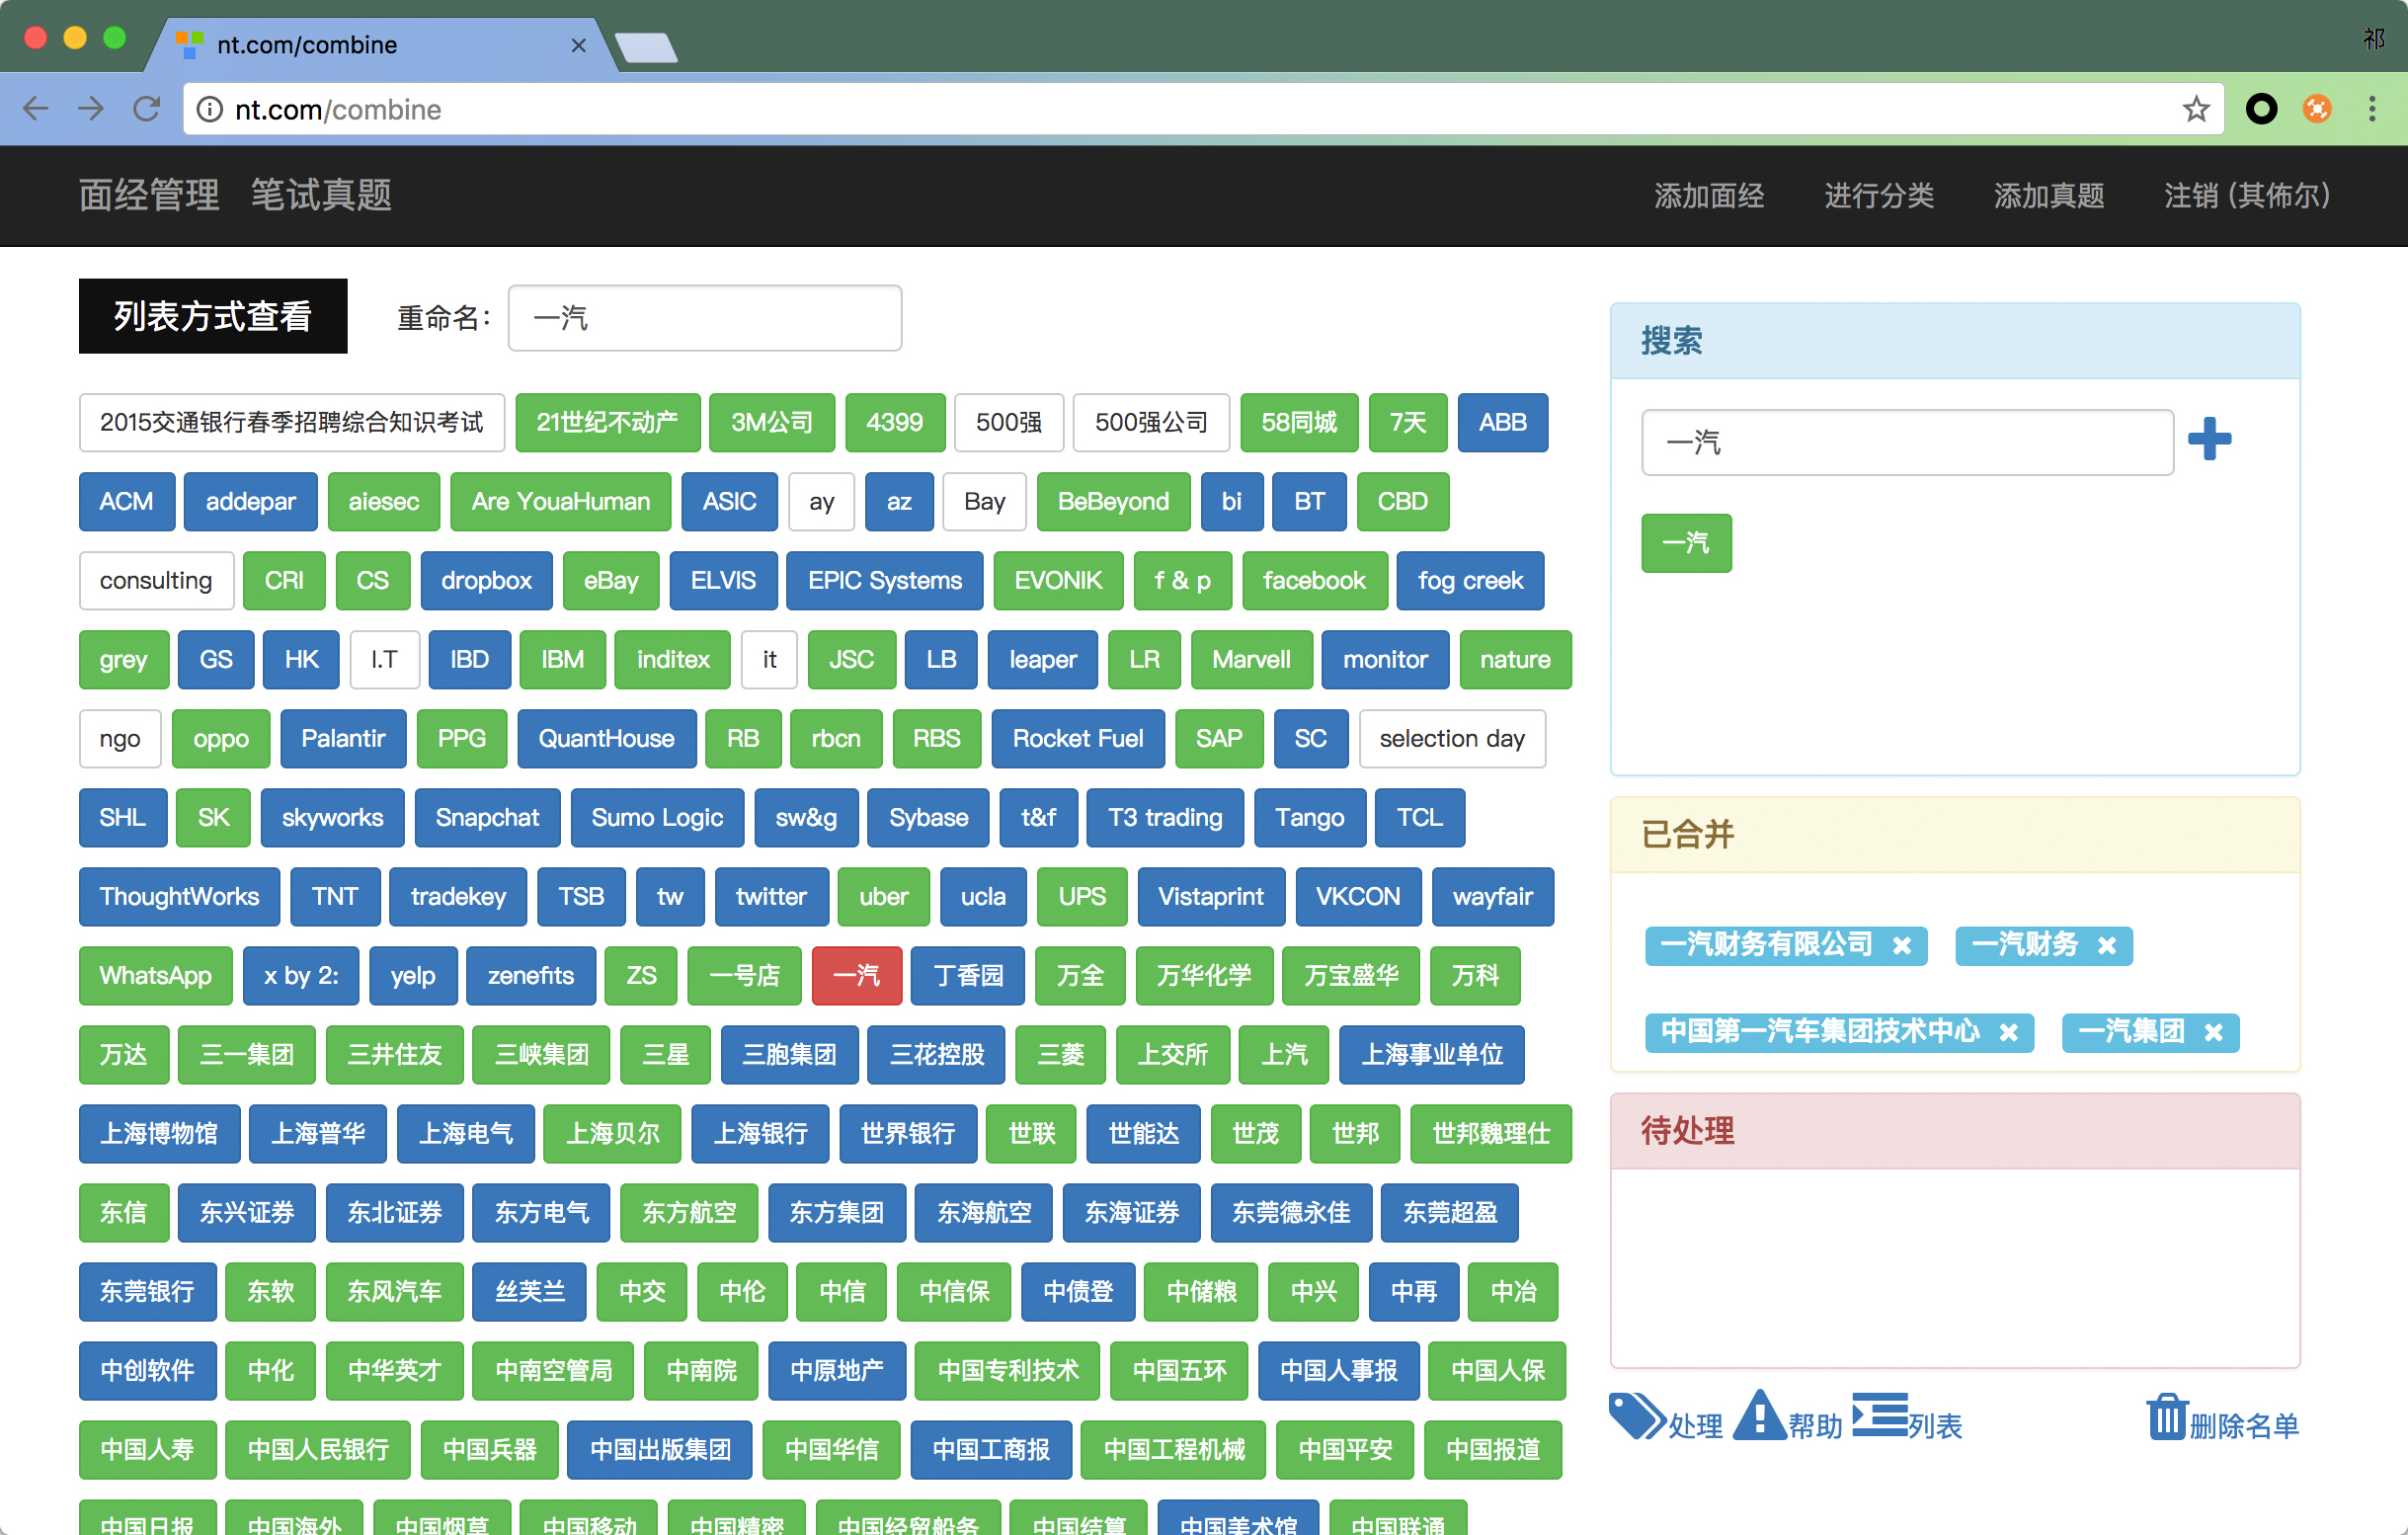 nt.com/combine
祁
nt.com/combine
面经管理 笔试真题 添加面经 进行分类 添加真题 注销 (其佈尔)
列表方式查看 重命名： 一汽
2015交通银行春季招聘综合知识考试 21世纪不动产 3M公司 4399 500强 500强公司 58同城 7天 ABB
ACM addepar aiesec Are YouaHuman ASIC ay az Bay BeBeyond bi BT CBD
consulting CRI CS dropbox eBay ELVIS EPIC Systems EVONIK f & p facebook fog creek
grey GS HK I.T IBD IBM inditex it JSC LB leaper LR Marvell monitor nature
ngo oppo Palantir PPG QuantHouse RB rbcn RBS Rocket Fuel SAP SC selection day
SHL SK skyworks Snapchat Sumo Logic sw&g Sybase t&f T3 trading Tango TCL
ThoughtWorks TNT tradekey TSB tw twitter uber ucla UPS Vistaprint VKCON wayfair
WhatsApp x by 2: yelp zenefits ZS 一号店 一汽 丁香园 万全 万华化学 万宝盛华 万科
万达 三一集团 三井住友 三峡集团 三星 三胞集团 三花控股 三菱 上交所 上汽 上海事业单位
上海博物馆 上海普华 上海电气 上海贝尔 上海银行 世界银行 世联 世能达 世茂 世邦 世邦魏理仕
东信 东兴证券 东北证券 东方电气 东方航空 东方集团 东海航空 东海证券 东莞德永佳 东莞超盈
东莞银行 东软 东风汽车 丝芙兰 中交 中伦 中信 中信保 中债登 中储粮 中兴 中再 中冶
中创软件 中化 中华英才 中南空管局 中南院 中原地产 中国专利技术 中国五环 中国人事报 中国人保
中国人寿 中国人民银行 中国兵器 中国出版集团 中国华信 中国工商报 中国工程机械 中国平安 中国报道
中国日报 中国海外 中国烟草 中国移动 中国精密 中国经贸船务 中国结算 中国美术馆 中国联通
搜索
一汽
一汽
已合并
一汽财务有限公司 一汽财务
中国第一汽车集团技术中心 一汽集团
待处理
处理 帮助 列表 删除名单